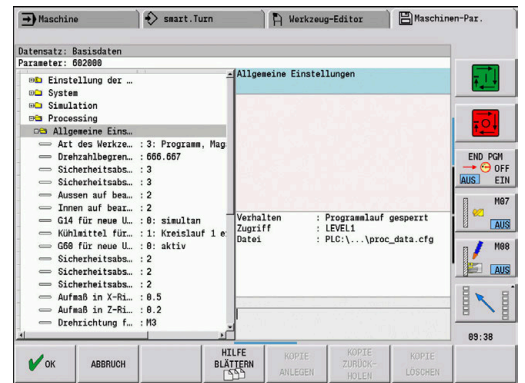 Maschine
smart.Turn
Werkzeug-Editor
Maschinen-Par.
Datensatz: Basisdaten
Parameter: 602000
Einstellung der …
System
Simulation
Processing
Allgemeine Eins…
Art des Werkze… : 3: Programm, Mag
Drehzahlbegren… : 666.667
Sicherheitsabs… : 3
Sicherheitsabs… : 3
Aussen auf bea… : 2
Innen auf bear… : 2
G14 für neue U… : 0: simultan
Kühlmittel für… : 1: Kreislauf 1 e
G60 für neue U… : 0: aktiv
Sicherheitsabs… : 2
Sicherheitsabs… : 2
Sicherheitsabs… : 2
Aufmaß in X-Ri… : 0.5
Aufmaß in Z-Ri… : 0.2
Drehrichtung f… : M3
Allgemeine Einstellungen
Verhalten : Programlauf gesperrt
Zugriff : LEVEL1
Datei : PLC:\...\proc_data.cfg
END PGM
OFF
AUS EIN
M07
AUS
M08
AUS
09:38
OK
ABBRUCH
HILFE
BLÄTTERN
KOPIE
ANLEGEN
KOPIE
ZURÜCK-
HOLEN
KOPIE
LÖSCHEN